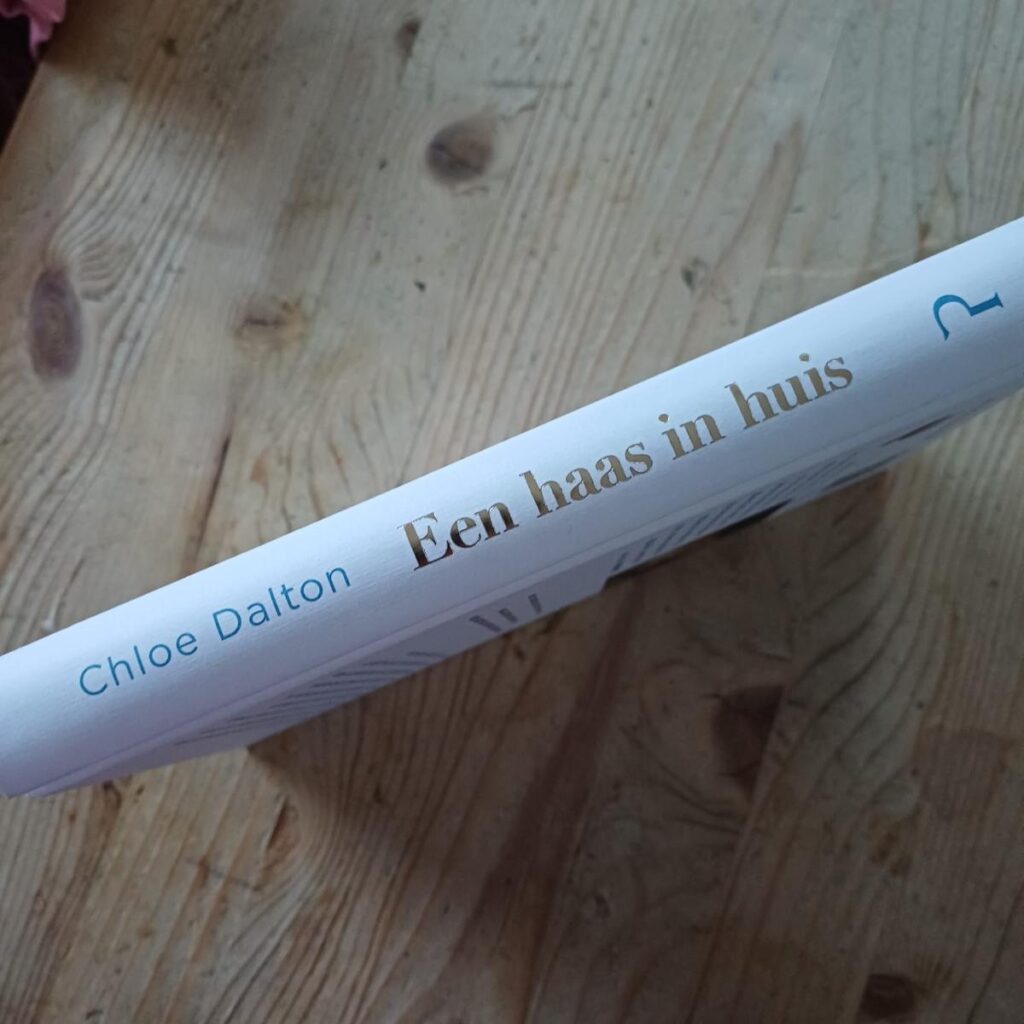 Chloe Dalton
Een haas in huis